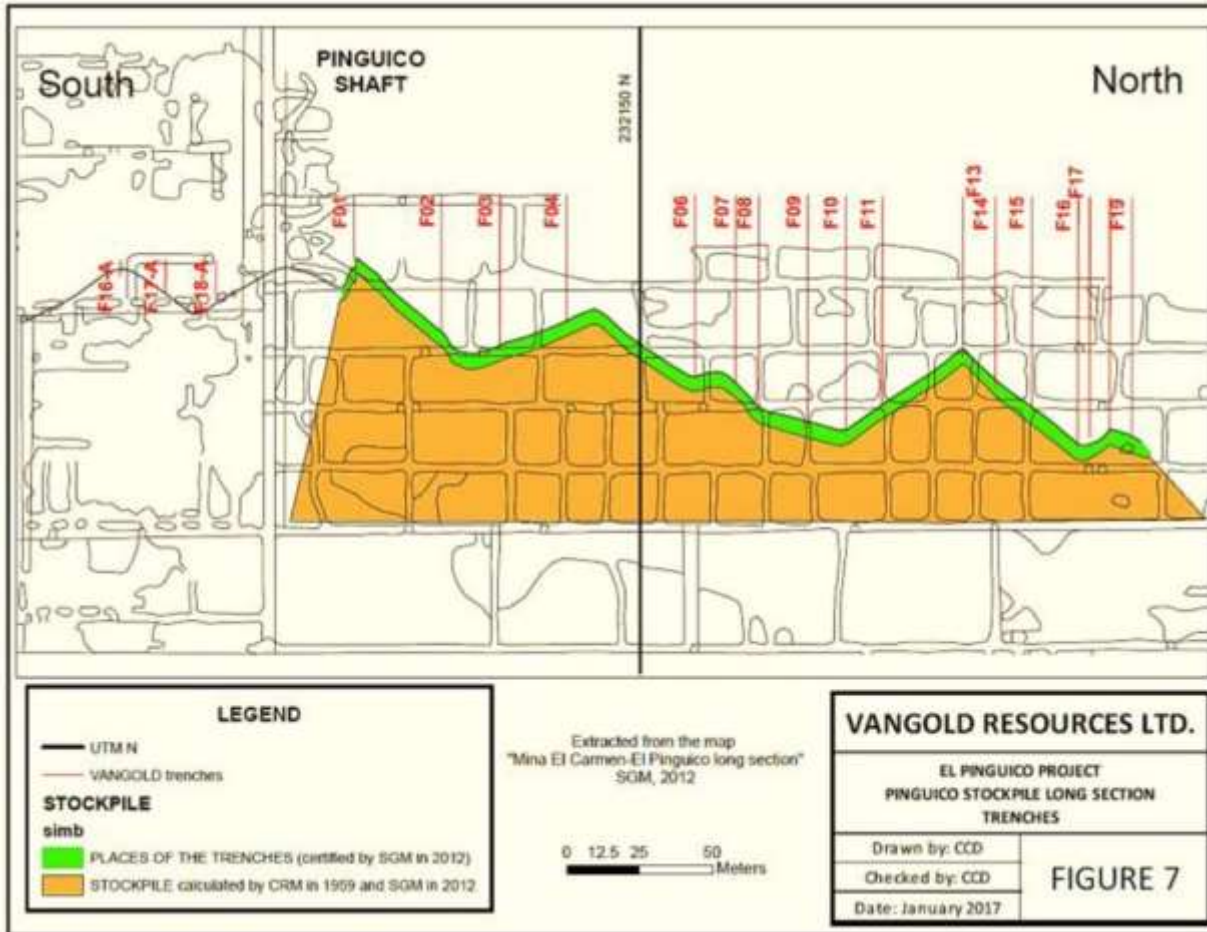 South
PINGUICO
SHAFT
232150 N
North
F01
F02
F03
F04
F06
F07
F08
F09
F10
F11
F13
F14
F15
F16
F17
F19
F16-A
F17-A
F18-A
LEGEND
UTM N
VANGOLD trenches
STOCKPILE
simb
PLACES OF THE TRENCHES (certified by SGM in 2012)
STOCKPILE calculated by CRM in 1959 and SGM in 2012
Extracted from the map
"Mina El Carmen-El Pinguico long section"
SGM, 2012
0 12.5 25 50
Meters
VANGOLD RESOURCES LTD.
EL PINGUICO PROJECT
PINGUICO STOCKPILE LONG SECTION
TRENCHES
Drawn by: CCD
Checked by: CCD
Date: January 2017
FIGURE 7